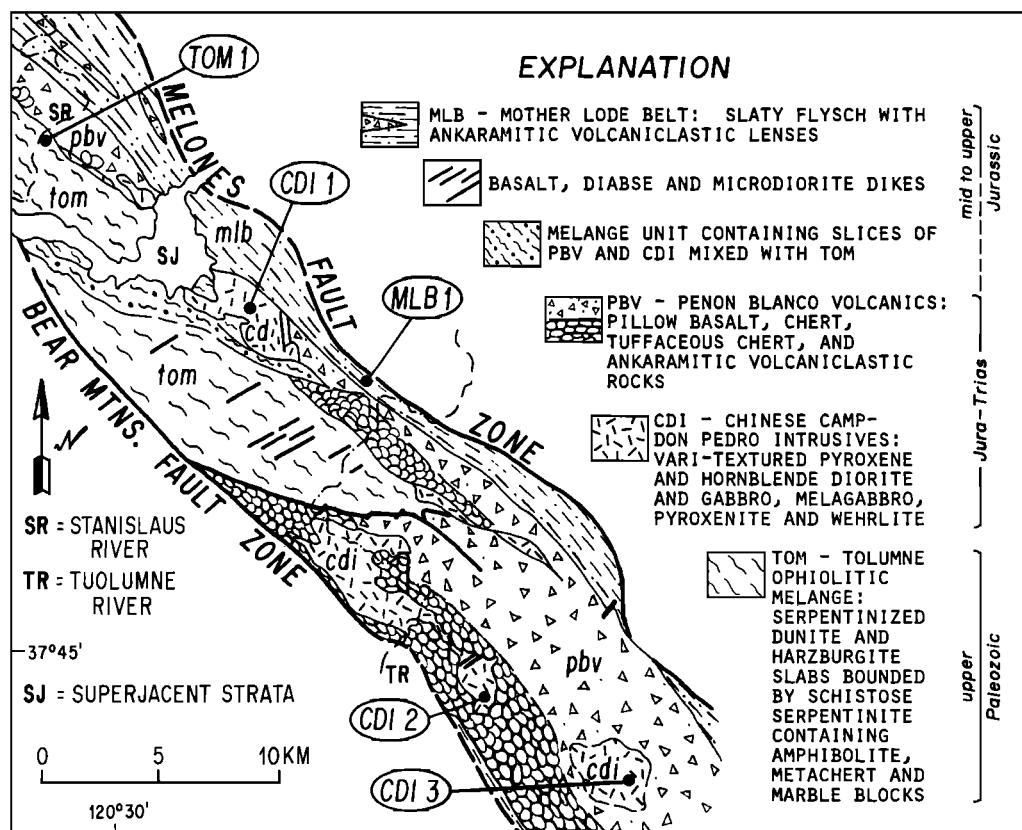 TOM 1
SR
pbv
MELONES
tom
CDI 1
mlb
SJ
FAULT
MLB 1
cd
BEAR MTNS. FAULT ZONE
tom
ZONE
N
cdi
SR = STANISLAUS
RIVER
TR = TUOLUMNE
RIVER
37°45'
TR
pbv
SJ = SUPERJACENT STRATA
CDI 2
0 5 10 KM
cdi
CDI 3
120°30'
EXPLANATION
MLB - MOTHER LODE BELT: SLATY FLYSCH WITH
ANKARAMITIC VOLCANICLASTIC LENSES
BASALT, DIABSE AND MICRODIORITE DIKES
MELANGE UNIT CONTAINING SLICES OF
PBV AND CDI MIXED WITH TOM
mid to upper
Jurassic
PBV - PENON BLANCO VOLCANICS:
PILLOW BASALT, CHERT,
TUFFACEOUS CHERT, AND
ANKARAMITIC VOLCANICLASTIC
ROCKS
CDI - CHINESE CAMP-
DON PEDRO INTRUSIVES:
VARI-TEXTURED PYROXENE
AND HORNBLENDE DIORITE
AND GABBRO, MELAGABBRO,
PYROXENITE AND WEHRLITE
Jura-Trias
TOM - TOLUMNE
OPHIOLITIC
MELANGE:
SERPENTINIZED
DUNITE AND
HARZBURGITE
SLABS BOUNDED
BY SCHISTOSE
SERPENTINITE
CONTAINING
AMPHIBOLITE,
METACHERT AND
MARBLE BLOCKS
upper
Paleozoic